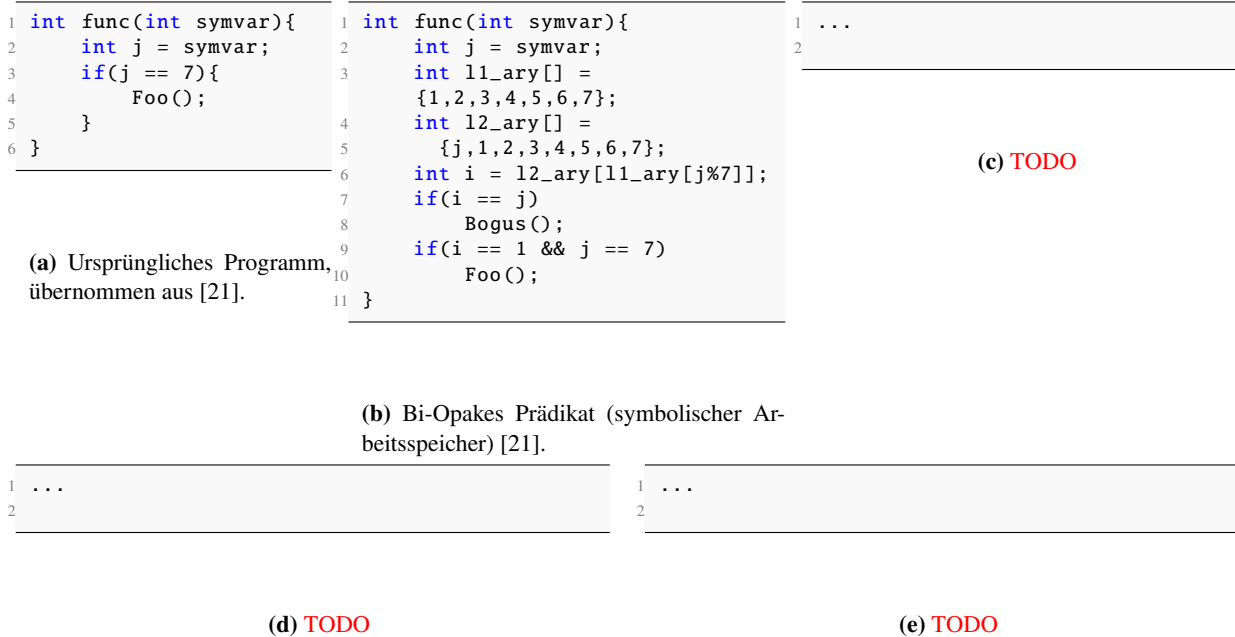 1 int func(int symvar){
2 int j = symvar;
3 if(j == 7){
4 Foo();
5 }
6 }
(a) Ursprüngliches Programm,
übernommen aus [21].
1 int func(int symvar){
2 int j = symvar;
3 int l1_ary[] =
{1,2,3,4,5,6,7};
4 int l2_ary[] =
5 {j,1,2,3,4,5,6,7};
6 int i = l2_ary[l1_ary[j%7]];
7 if(i == j)
8 Bogus();
9 if(i == 1 && j == 7)
10 Foo();
11 }
(b) Bi-Opakes Prädikat (symbolischer Ar-
beitsspeicher) [21].
1 ...
2
(c) TODO
1 ...
2
(d) TODO
1 ...
2
(e) TODO